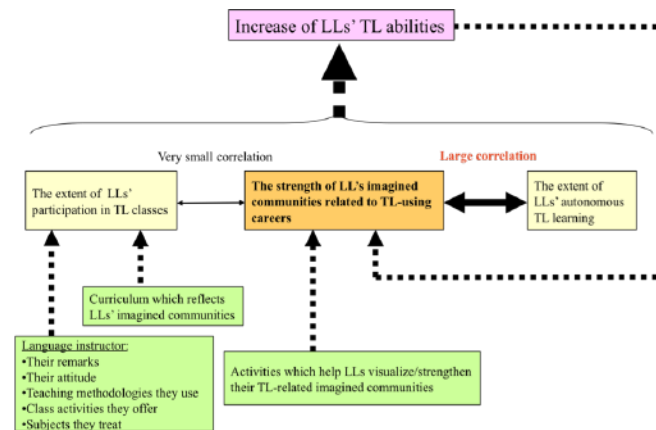 Increase of LLs' TL abilities
Very small correlation
Large correlation
The extent of LLs'
participation in TL classes
The strength of LL's imagined
communities related to TL-using
careers
The extent of
LLs' autonomous
TL learning
Curriculum which reflects
LLs' imagined communities
Language instructor:
•Their remarks
•Their attitude
•Teaching methodologies they use
•Class activities they offer
•Subjects they treat
Activities which help LLs visualize/strengthen
their TL-related imagined communities